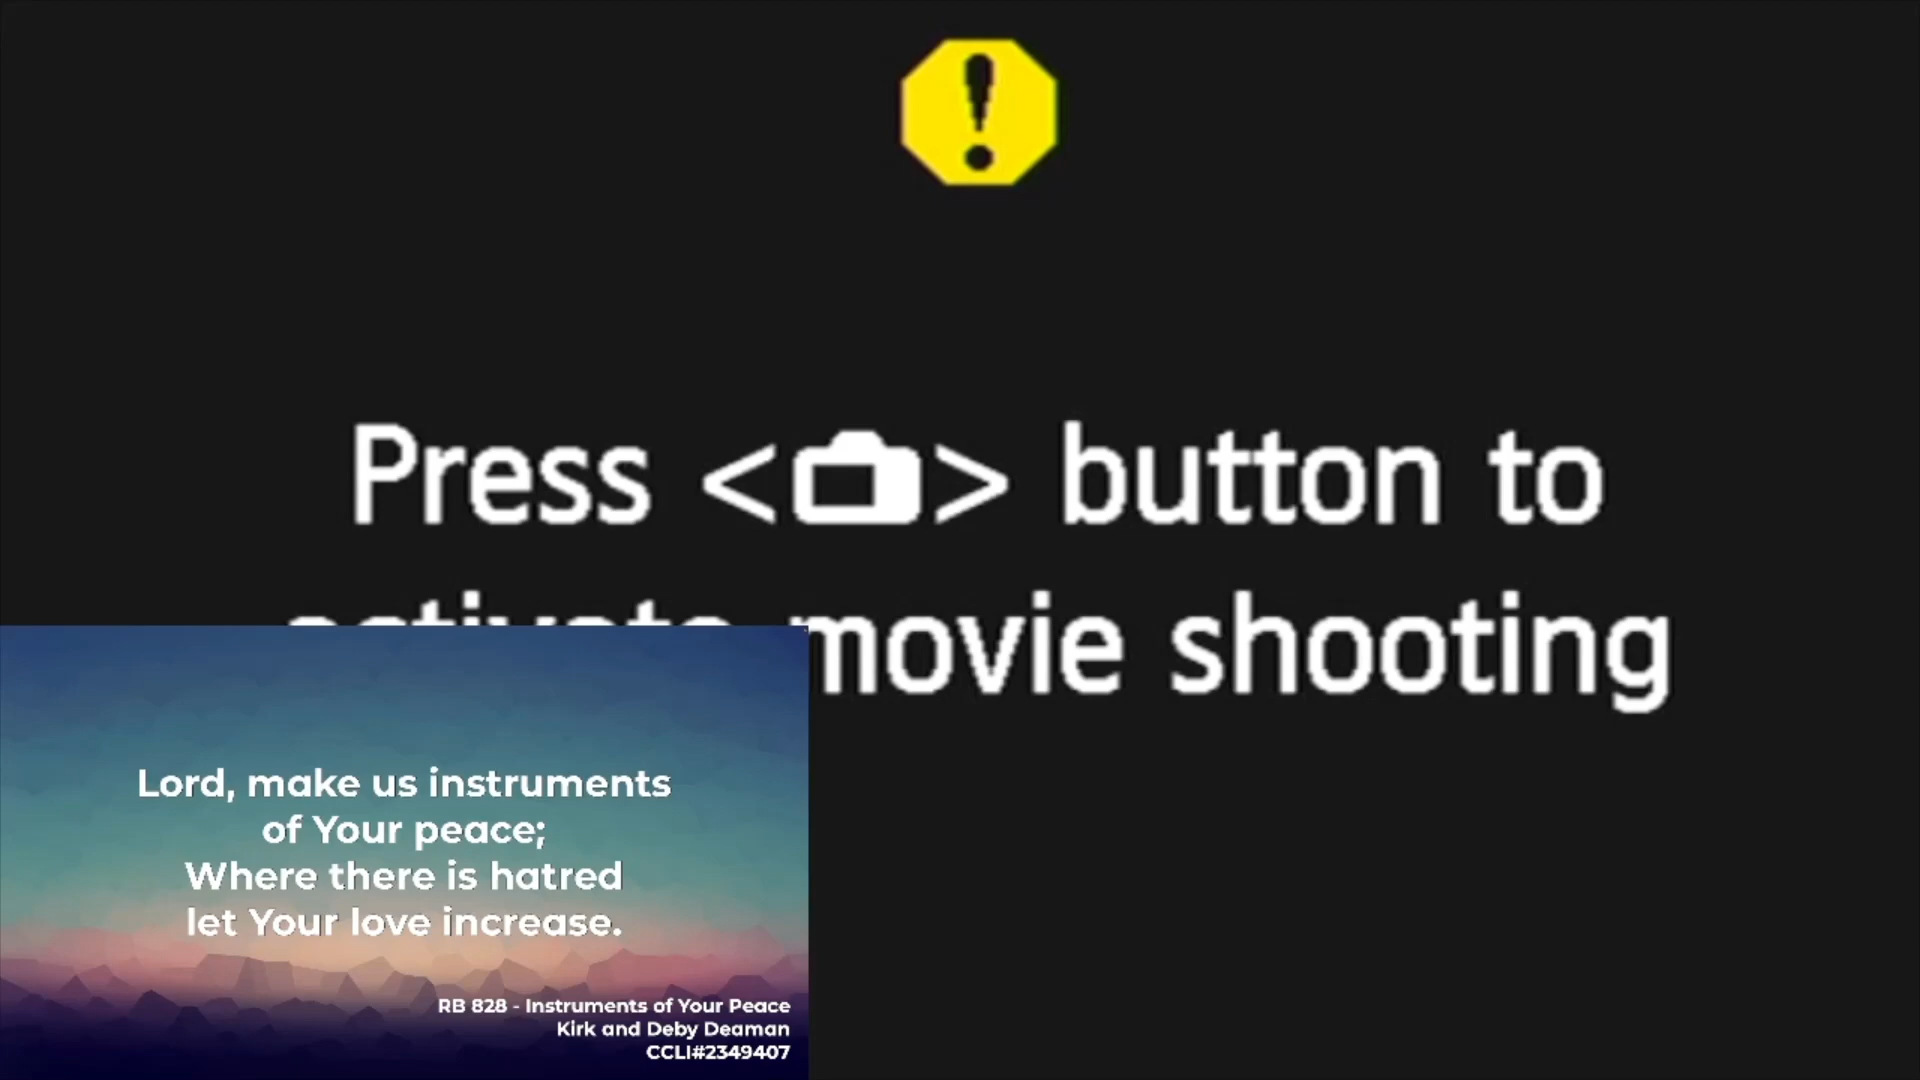 Press <> button to
activate movie shooting
Lord, make us instruments
of Your peace;
Where there is hatred
let Your love increase.
RB 828 - Instruments of Your Peace
Kirk and Deby Deaman
CCLI#2349407